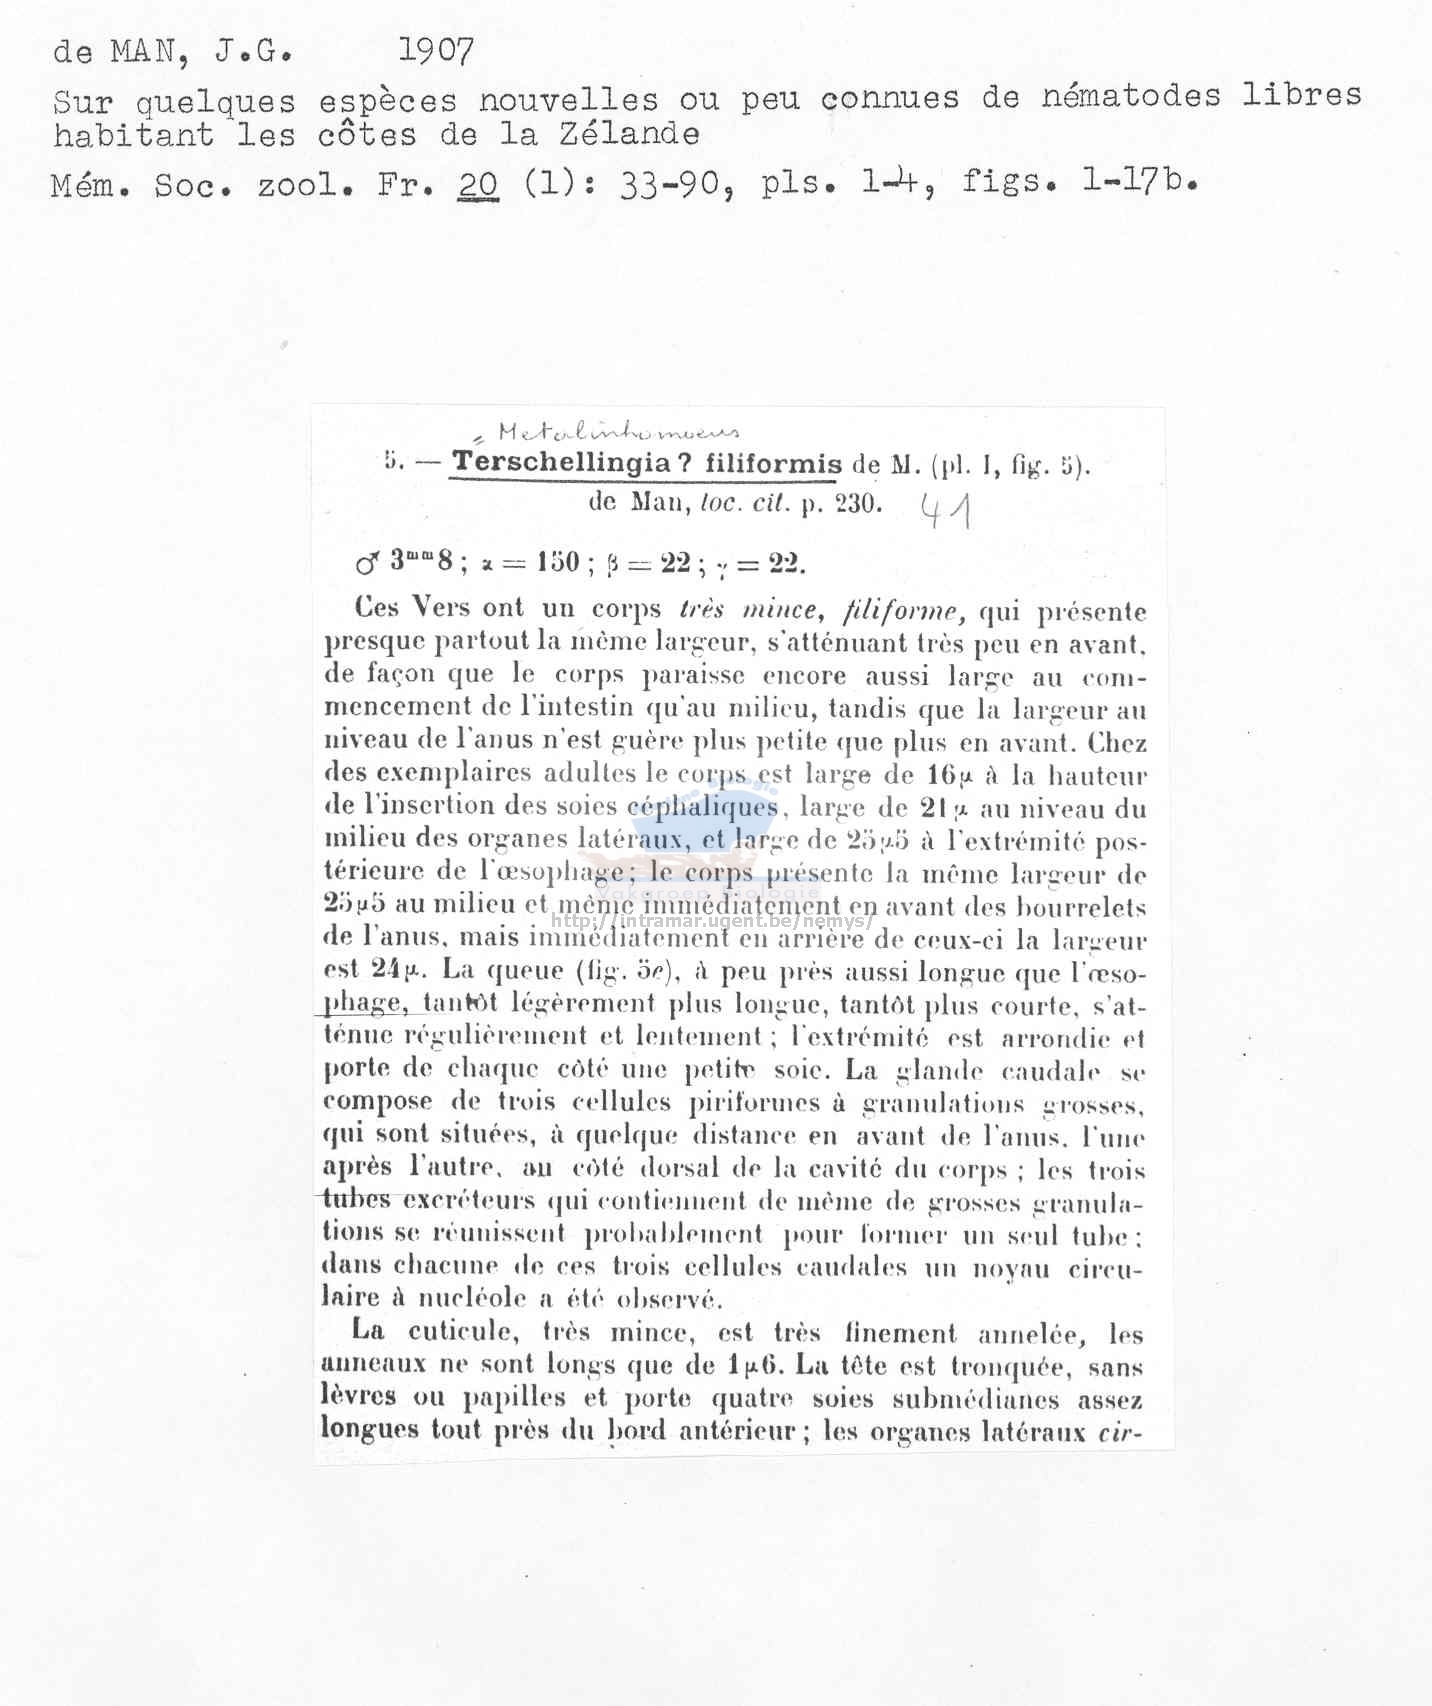 de MAN, J.G. 1907
Sur quelques espèces nouvelles ou peu connues de nématodes libres
habitant les côtes de la Zélande
Mém. Soc. zool. Fr. 20 (1): 33-90, pls. 1-4, figs. 1-17b.
= Metalinhomoeus
5. — Terschellingia ? filiformis de M. (pl. I, fig. 5).
de Man, loc. cit. p. 230. 41
♂ 3mm8 ; α = 150 ; β = 22 ; γ = 22.
Ces Vers ont un corps très mince, filiforme, qui présente
presque partout la même largeur, s'atténuant très peu en avant,
de façon que le corps paraisse encore aussi large au com-
mencement de l'intestin qu'au milieu, tandis que la largeur au
niveau de l'anus n'est guère plus petite que plus en avant. Chez
des exemplaires adultes le corps est large de 16μ à la hauteur
de l'insertion des soies céphaliques, large de 21μ au niveau du
milieu des organes latéraux, et large de 25μ5 à l'extrémité pos-
térieure de l'œsophage; le corps présente la même largeur de
25μ5 au milieu et même immédiatement en avant des bourrelets
de l'anus, mais immédiatement en arrière de ceux-ci la largeur
est 24μ. La queue (fig. 5e), à peu près aussi longue que l'œso-
phage, tantôt légèrement plus longue, tantôt plus courte, s'at-
ténue régulièrement et lentement ; l'extrémité est arrondie et
porte de chaque côté une petite soie. La glande caudale se
compose de trois cellules piriformes à granulations grosses,
qui sont situées, à quelque distance en avant de l'anus, l'une
après l'autre, au côté dorsal de la cavité du corps ; les trois
tubes excréteurs qui contiennent de même de grosses granula-
tions se réunissent probablement pour former un seul tube ;
dans chacune de ces trois cellules caudales un noyau circu-
laire à nucléole a été observé.
La cuticule, très mince, est très finement annelée, les
anneaux ne sont longs que de 1μ6. La tête est tronquée, sans
lèvres ou papilles et porte quatre soies submédianes assez
longues tout près du bord antérieur ; les organes latéraux cir-
Vakgroep Biologie
http://intramar.ugent.be/nemys/